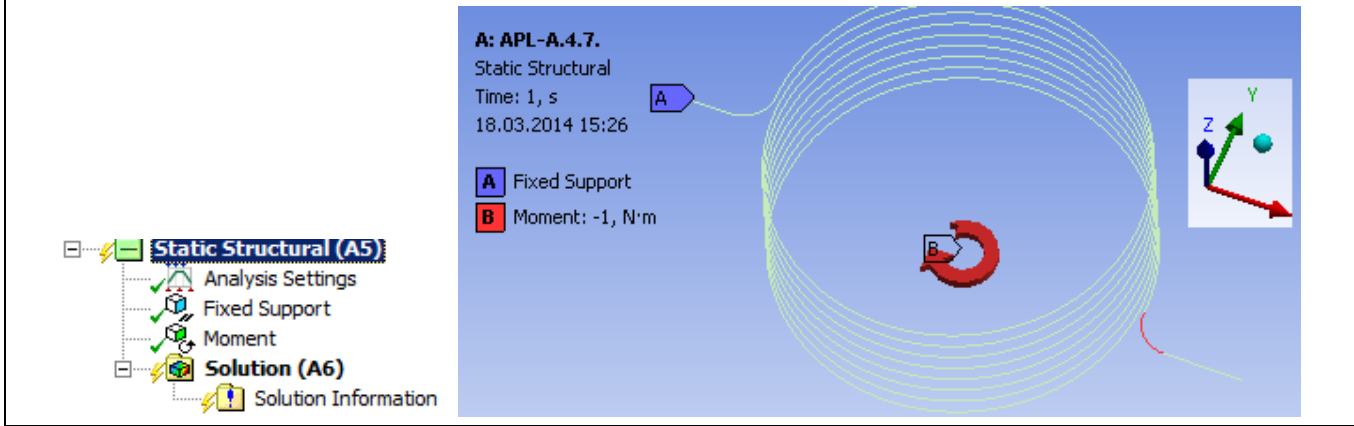 Static Structural (A5)
Analysis Settings
Fixed Support
Moment
Solution (A6)
Solution Information
A: APL-A.4.7.
Static Structural
Time: 1, s
18.03.2014 15:26
A Fixed Support
B Moment: -1, N·m
A
B
Y
Z